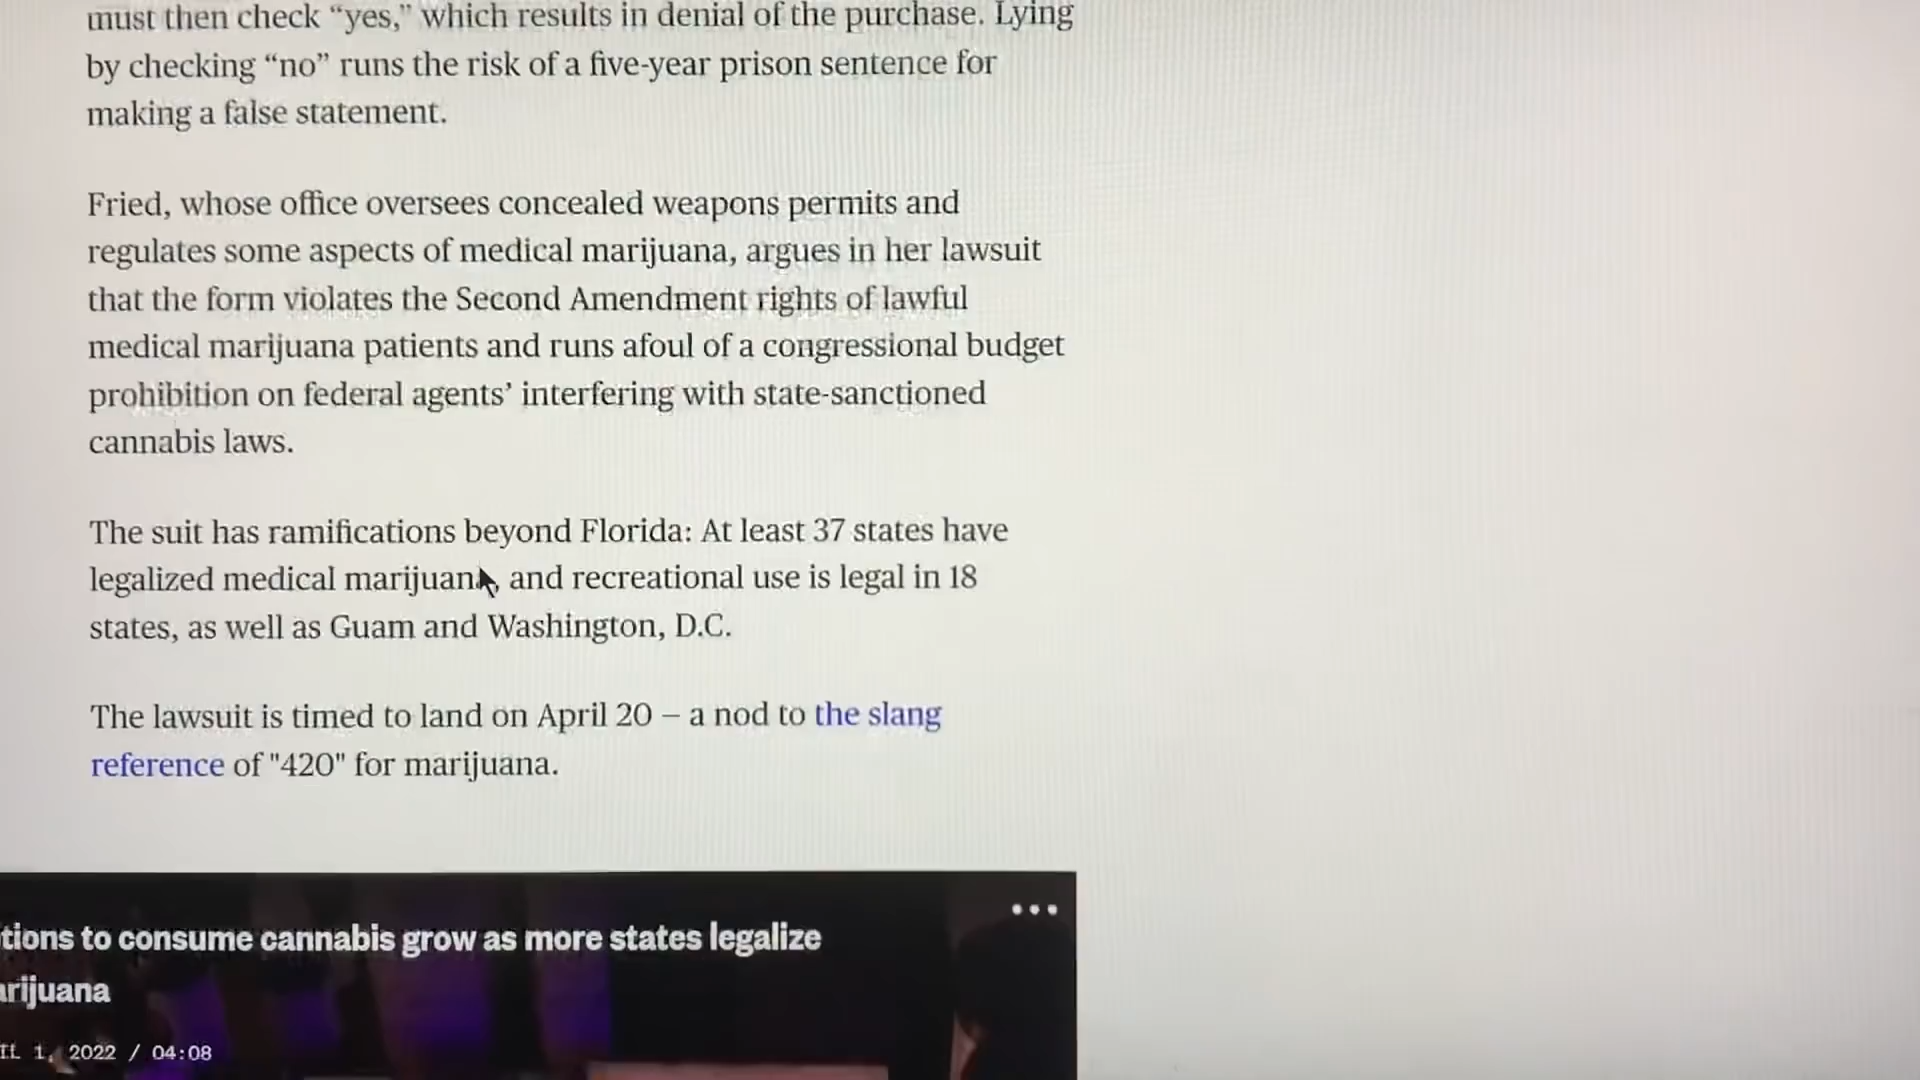 must then check “yes,” which results in denial of the purchase. Lying
by checking “no” runs the risk of a five-year prison sentence for
making a false statement.
Fried, whose office oversees concealed weapons permits and
regulates some aspects of medical marijuana, argues in her lawsuit
that the form violates the Second Amendment rights of lawful
medical marijuana patients and runs afoul of a congressional budget
prohibition on federal agents’ interfering with state-sanctioned
cannabis laws.
The suit has ramifications beyond Florida: At least 37 states have
legalized medical marijuana, and recreational use is legal in 18
states, as well as Guam and Washington, D.C.
The lawsuit is timed to land on April 20 – a nod to the slang
reference of "420" for marijuana.
tions to consume cannabis grow as more states legalize
arijuana
IL 1, 2022 / 04:08